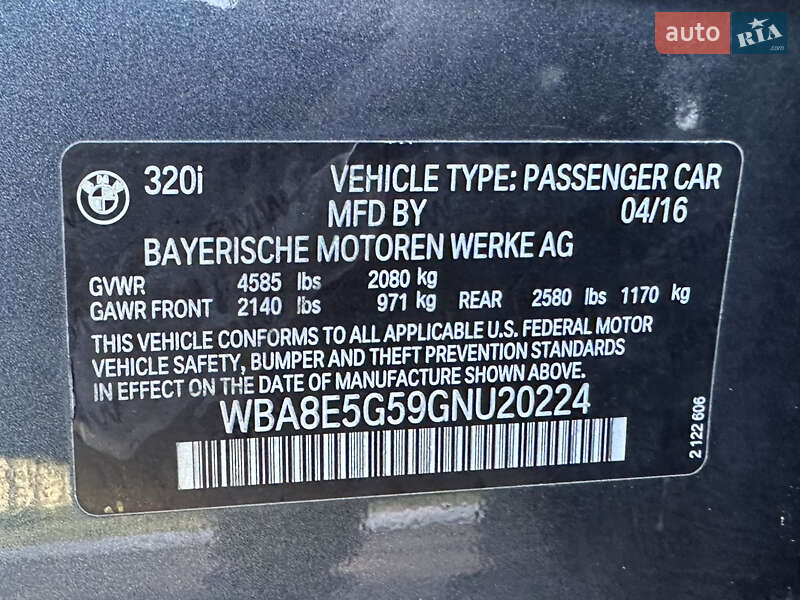 auto RIA .com
320i VEHICLE TYPE: PASSENGER CAR
MFD BY 04/16
BAYERISCHE MOTOREN WERKE AG
GVWR 4585 lbs 2080 kg
GAWR FRONT 2140 lbs 971 kg REAR 2580 lbs 1170 kg
THIS VEHICLE CONFORMS TO ALL APPLICABLE U.S. FEDERAL MOTOR
VEHICLE SAFETY, BUMPER AND THEFT PREVENTION STANDARDS
IN EFFECT ON THE DATE OF MANUFACTURE SHOWN ABOVE.
WBA8E5G59GNU20224
2 122 606